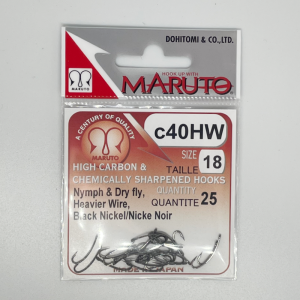 DOHITOMI & CO.,LTD.
HOOK UP WITH
MARUTO
A CENTURY OF QUALITY
MARUTO
c40HW
SIZE
TAILLE
18
HIGH CARBON &
CHEMICALLY SHARPENED HOOKS
Nymph & Dry fly,
Heavier Wire,
Black Nickel/Nicke Noir
QUANTITY
QUANTITE
25
MADE IN JAPAN